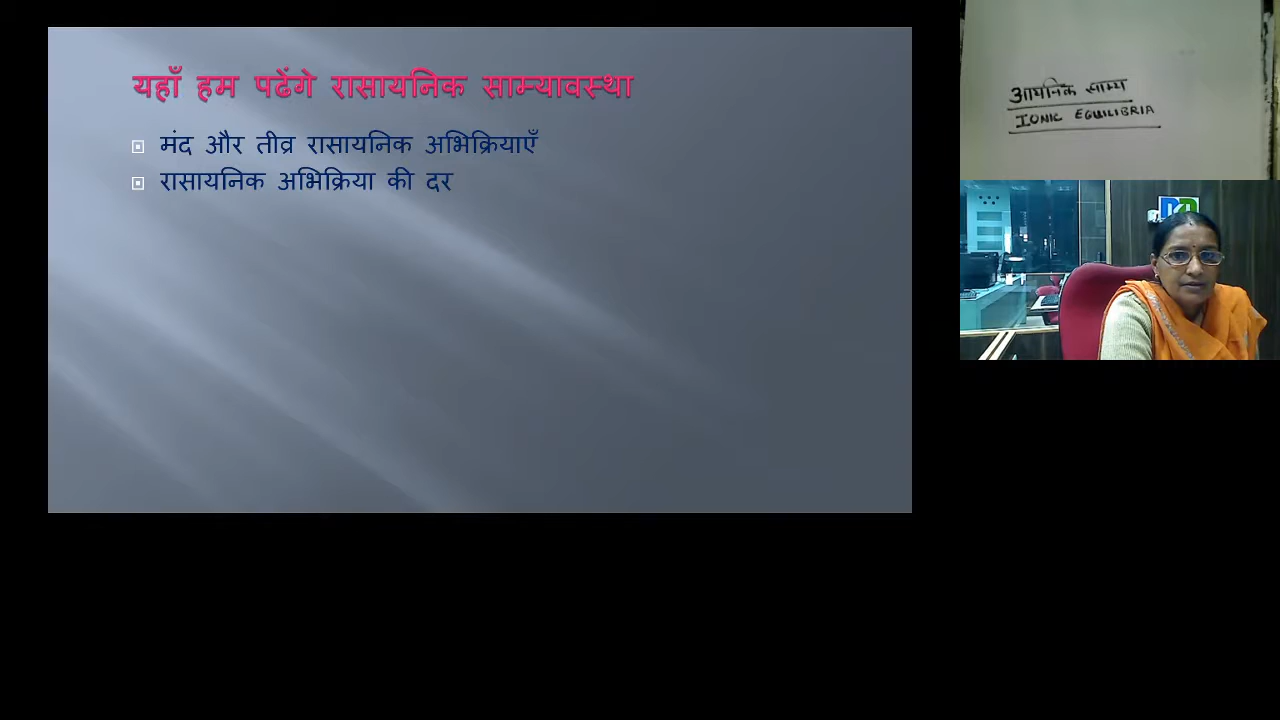 यहाँ हम पढेंगे रासायनिक साम्यावस्था
मंद और तीव्र रासायनिक अभिक्रियाएँ
रासायनिक अभिक्रिया की दर
आयनिक साम्य
IONIC EQUILIBRIA